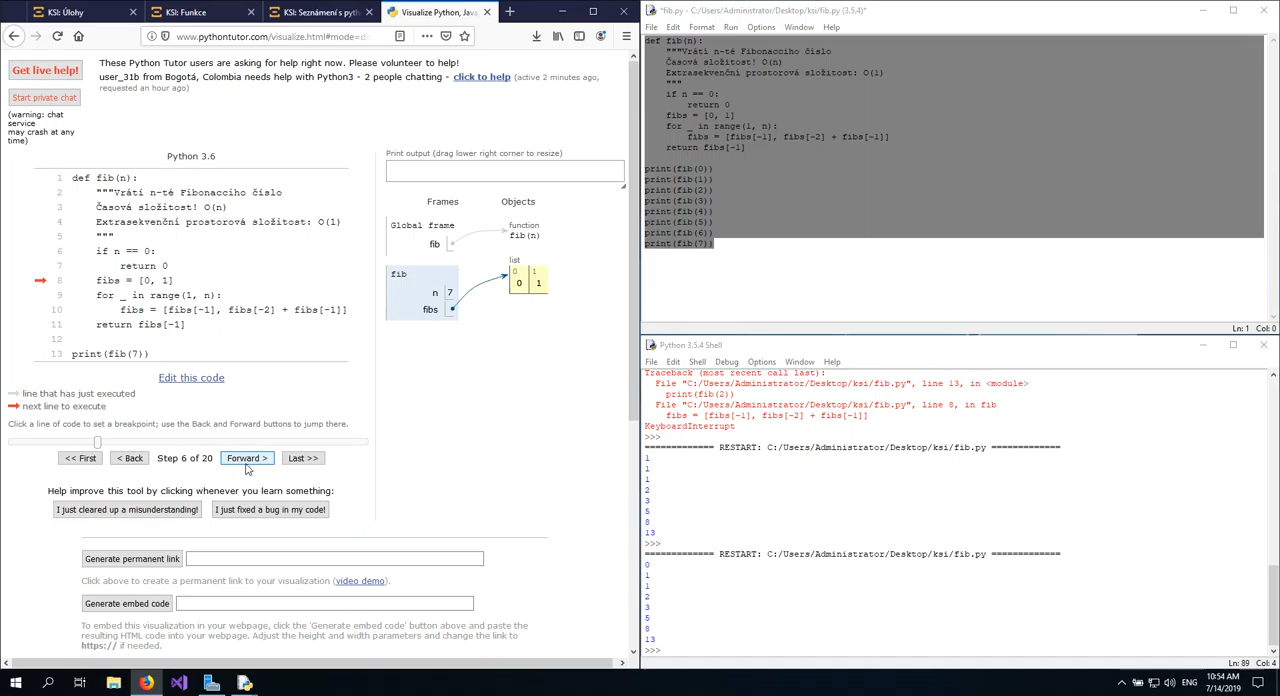 KSI: Úlohy
KSI: Funkce
KSI: Seznámení s pyth
Visualize Python, Java,
www.pythontutor.com/visualize.html#mode=d
Get live help!
Start private chat
(warning: chat
service
may crash at any
time)
These Python Tutor users are asking for help right now. Please volunteer to help!
user_31b from Bogotá, Colombia needs help with Python3 - 2 people chatting - click to help (active 2 minutes ago,
requested an hour ago)
Python 3.6
1 def fib(n):
2 """Vrátí n-té Fibonacciho číslo
3 Časová složitost! O(n)
4 Extrasekvenční prostorová složitost: O(1)
5 """
6 if n == 0:
7 return 0
8 fibs = [0, 1]
9 for _ in range(1, n):
10 fibs = [fibs[-1], fibs[-2] + fibs[-1]]
11 return fibs[-1]
12
13 print(fib(7))
Edit this code
line that has just executed
next line to execute
Click a line of code to set a breakpoint; use the Back and Forward buttons to jump there.
<< First
< Back
Step 6 of 20
Forward >
Last >>
Help improve this tool by clicking whenever you learn something:
I just cleared up a misunderstanding!
I just fixed a bug in my code!
Print output (drag lower right corner to resize)
Frames
Objects
Global frame
fib
function
fib(n)
fib
n 7
fibs
list
0 1
0 1
Generate permanent link
Click above to create a permanent link to your visualization (video demo).
Generate embed code
To embed this visualization in your webpage, click the 'Generate embed code' button above and paste the
resulting HTML code into your webpage. Adjust the height and width parameters and change the link to
https:// if needed.
*fib.py - C:/Users/Administrator/Desktop/ksi/fib.py (3.5.4)*
File Edit Format Run Options Window Help
def fib(n):
"""Vrátí n-té Fibonacciho číslo
Časová složitost! O(n)
Extrasekvenční prostorová složitost: O(1)
"""
if n == 0:
return 0
fibs = [0, 1]
for _ in range(1, n):
fibs = [fibs[-1], fibs[-2] + fibs[-1]]
return fibs[-1]
print(fib(0))
print(fib(1))
print(fib(2))
print(fib(3))
print(fib(4))
print(fib(5))
print(fib(6))
print(fib(7))
Ln: 1 Col: 0
Python 3.5.4 Shell
File Edit Shell Debug Options Window Help
Traceback (most recent call last):
File "C:/Users/Administrator/Desktop/ksi/fib.py", line 13, in <module>
print(fib(2))
File "C:/Users/Administrator/Desktop/ksi/fib.py", line 8, in fib
fibs = [fibs[-1], fibs[-2] + fibs[-1]]
KeyboardInterrupt
>>>
============= RESTART: C:/Users/Administrator/Desktop/ksi/fib.py =============
1
1
1
2
3
5
8
13
>>>
============= RESTART: C:/Users/Administrator/Desktop/ksi/fib.py =============
0
1
1
2
3
5
8
13
>>>
Ln: 89 Col: 4
ENG
10:54 AM
7/14/2019